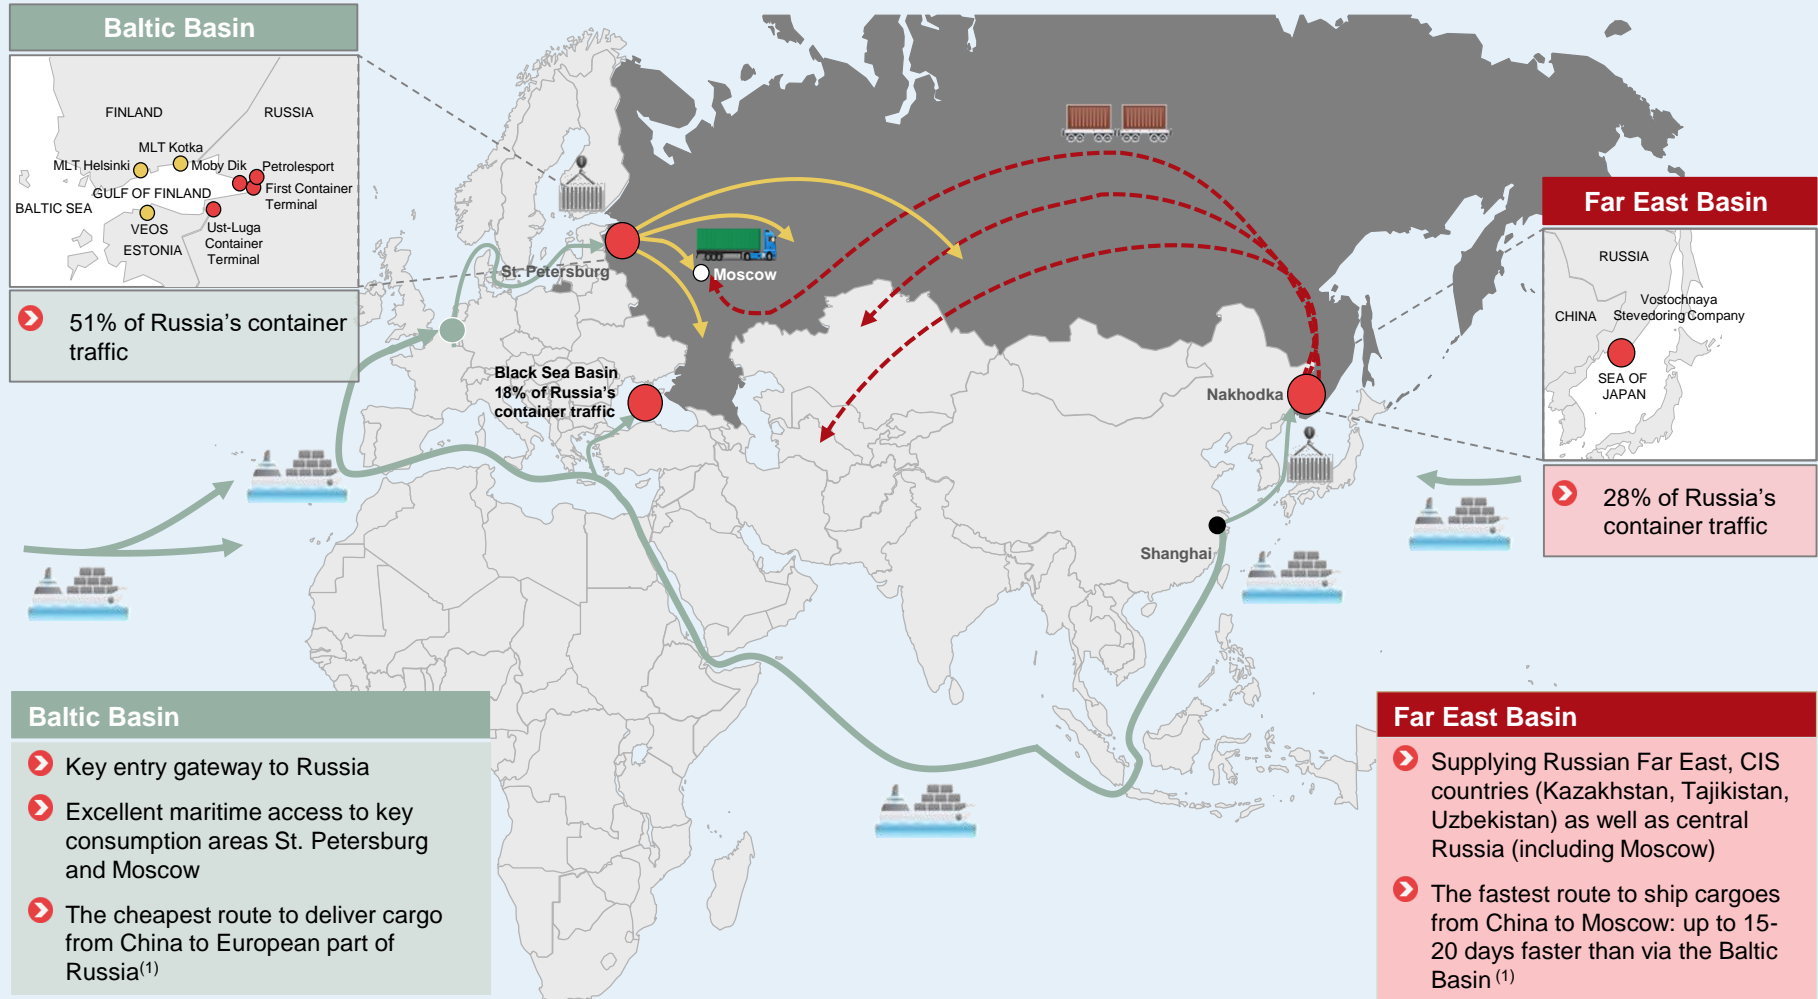 Baltic Basin
FINLAND
RUSSIA
MLT Kotka
MLT Helsinki
Moby Dik
Petrolesport
First Container
Terminal
GULF OF FINLAND
BALTIC SEA
VEOS
Ust-Luga
Container
Terminal
ESTONIA
51% of Russia’s container
traffic
St. Petersburg
Moscow
Black Sea Basin
18% of Russia’s
container traffic
Nakhodka
Shanghai
Far East Basin
RUSSIA
Vostochnaya
Stevedoring Company
CHINA
SEA OF
JAPAN
28% of Russia’s
container traffic
Baltic Basin
Key entry gateway to Russia
Excellent maritime access to key
consumption areas St. Petersburg
and Moscow
The cheapest route to deliver cargo
from China to European part of
Russia(1)
Far East Basin
Supplying Russian Far East, CIS
countries (Kazakhstan, Tajikistan,
Uzbekistan) as well as central
Russia (including Moscow)
The fastest route to ship cargoes
from China to Moscow: up to 15-
20 days faster than via the Baltic
Basin (1)